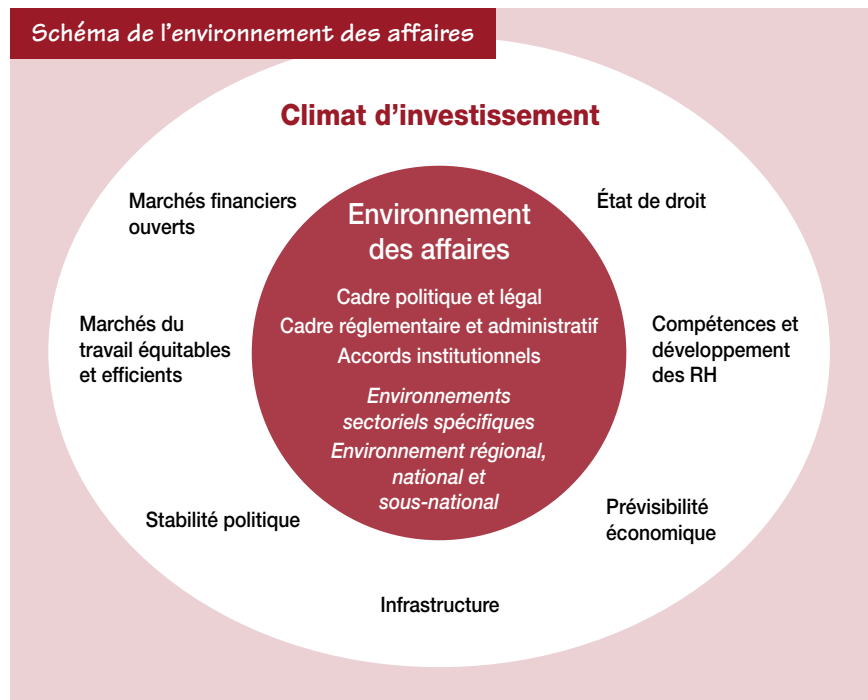 Schéma de l'environnement des affaires
Climat d'investissement
Marchés financiers
ouverts
État de droit
Environnement
des affaires
Cadre politique et légal
Cadre réglementaire et administratif
Accords institutionnels
Environnements
sectoriels spécifiques
Environnement régional,
national et
sous-national
Marchés du
travail équitables
et efficients
Compétences et
développement
des RH
Stabilité politique
Prévisibilité
économique
Infrastructure